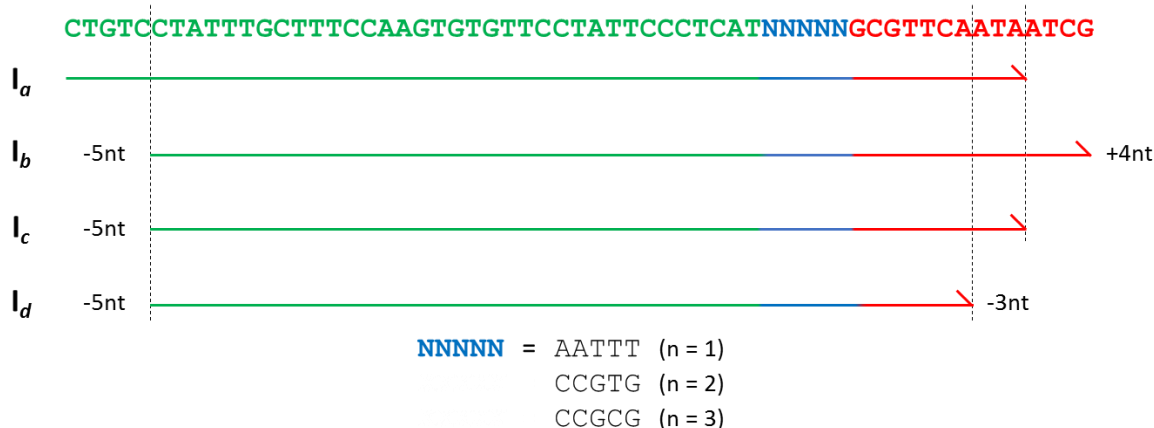 CTGTCCTATTTGCTTTCCAAGTGTGTTCCTATTCCCTCATNNNNNGCGTTCAATAATCG
Ia
Ib -5nt +4nt
Ic -5nt
Id -5nt -3nt
NNNNN = AATTT (n = 1)
CCGTG (n = 2)
CCGCG (n = 3)